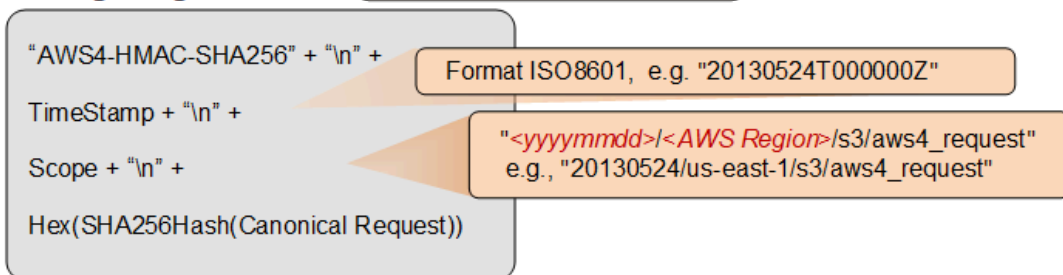 “AWS4-HMAC-SHA256” + “\n” +
Format ISO8601, e.g. "20130524T000000Z"
TimeStamp + “\n” +
"<yyyymmdd>/<AWS Region>/s3/aws4_request"
e.g., "20130524/us-east-1/s3/aws4_request"
Scope + “\n” +
Hex(SHA256Hash(Canonical Request))